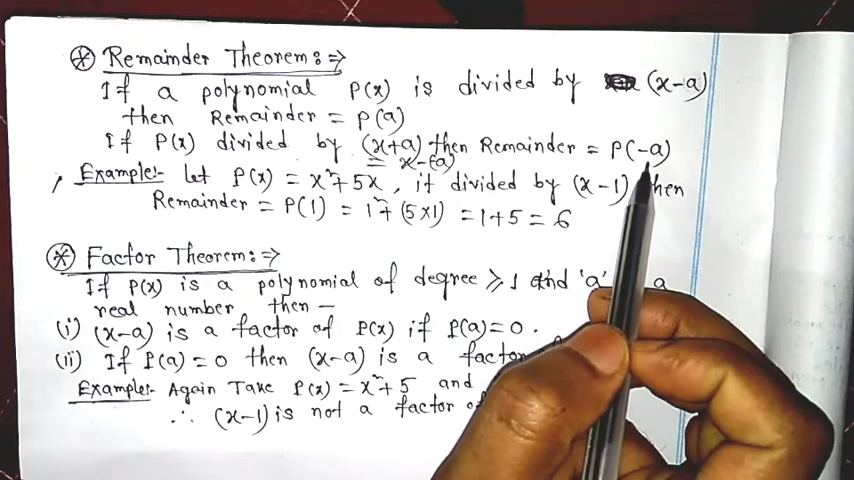 * Remainder Theorem :⇒
If a polynomial P(x) is divided by (x-a)
then Remainder = P(a)
If P(x) divided by (x+a) then Remainder = P(-a)
= x-(-a)
Example:- Let P(x) = x²+5x, it divided by (x-1) then
Remainder = P(1) = 1²+(5×1) = 1+5 = 6
* Factor Theorem :⇒
If P(x) is a polynomial of degree ≥ 1 and 'a' a
real number then —
(i) (x-a) is a factor of P(x) if P(a)=0.
(ii) If P(a)=0 then (x-a) is a factor
Example:- Again Take P(x) = x²+5 and
∴ (x-1) is not a factor of